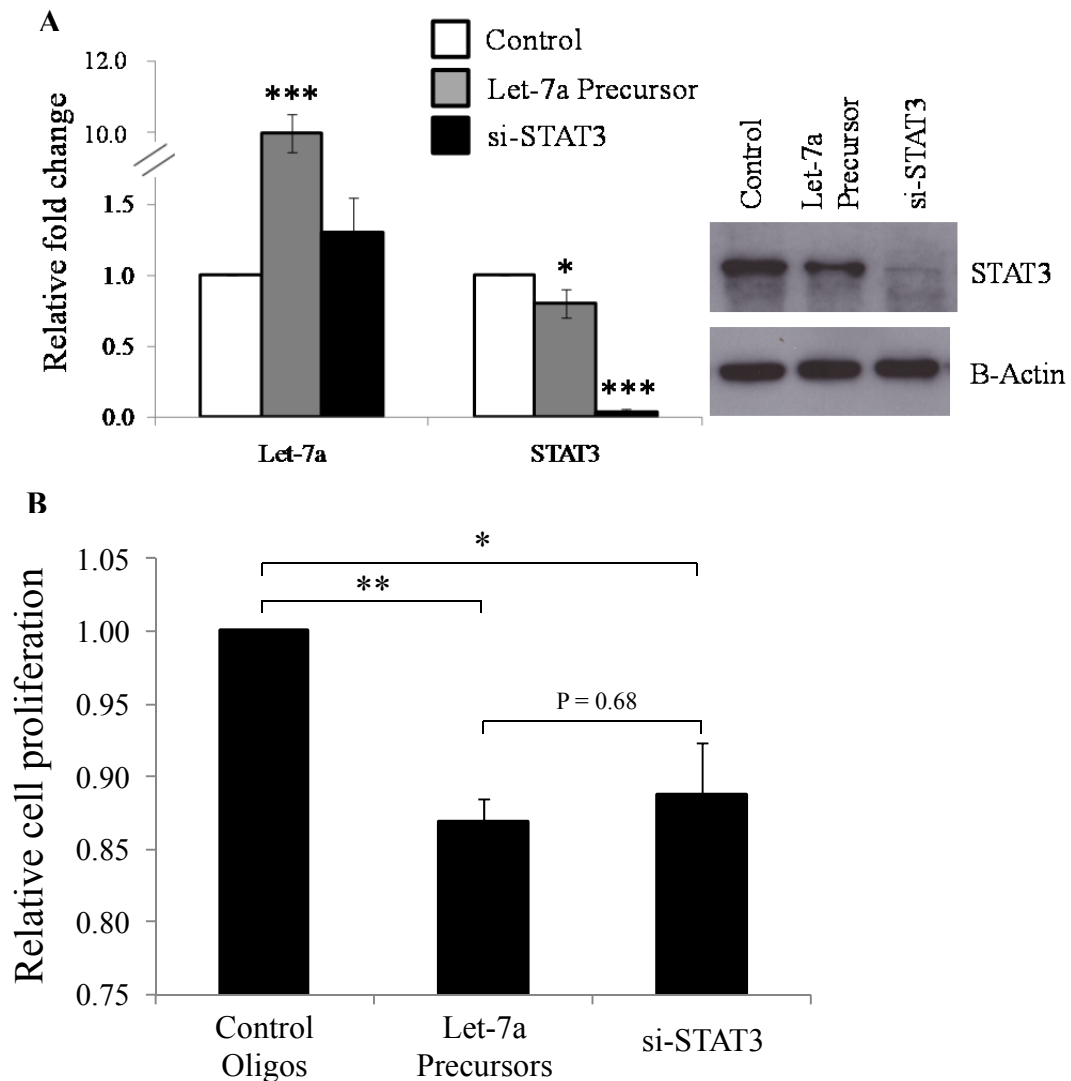 A
Control
Let-7a Precursor
si-STAT3
Relative fold change
12.0
10.0
1.5
1.0
0.5
0.0
***
*
***
Let-7a
STAT3
Control
Let-7a
Precursor
si-STAT3
STAT3
B-Actin
B
Relative cell proliferation
1.05
1.00
0.95
0.90
0.85
0.80
0.75
*
**
P = 0.68
Control
Oligos
Let-7a
Precursors
si-STAT3